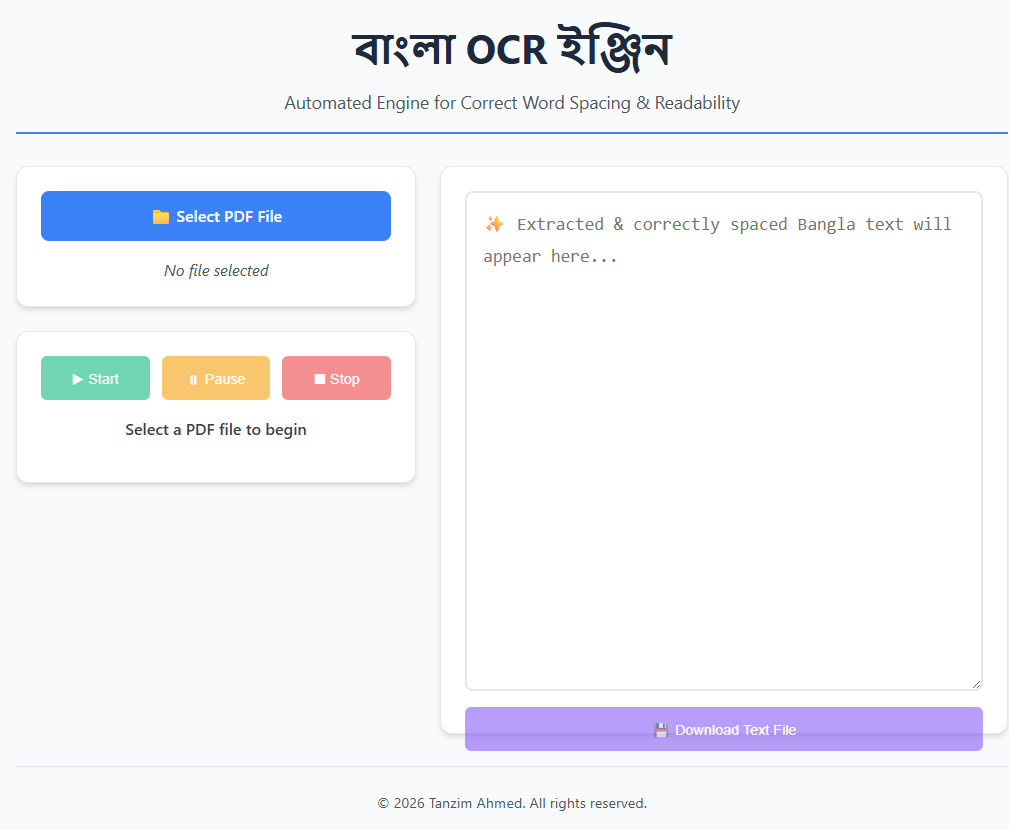 বাংলা OCR ইঞ্জিন
Automated Engine for Correct Word Spacing & Readability
📁 Select PDF File
No file selected
▶ Start
⏸ Pause
⏹ Stop
Select a PDF file to begin
✨ Extracted & correctly spaced Bangla text will
appear here...
💾 Download Text File
© 2026 Tanzim Ahmed. All rights reserved.